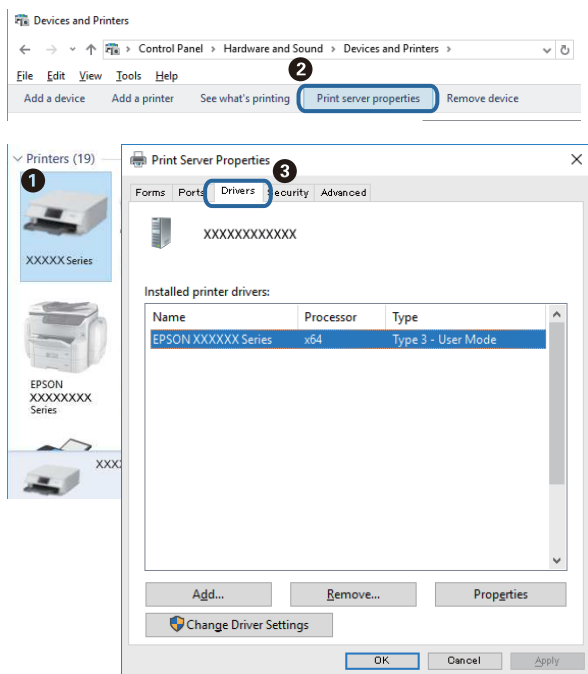 Devices and Printers
Control Panel > Hardware and Sound > Devices and Printers >
File Edit View Tools Help
2
Add a device Add a printer See what's printing Print server properties Remove device
Printers (19)
1
XXXXX Series
EPSON
XXXXXXXX
Series
XXX
Print Server Properties
3
Forms Ports Drivers Security Advanced
XXXXXXXXXXXX
Installed printer drivers:
Name Processor Type
EPSON XXXXXX Series x64 Type 3 - User Mode
Add... Remove... Properties
Change Driver Settings
OK Cancel Apply